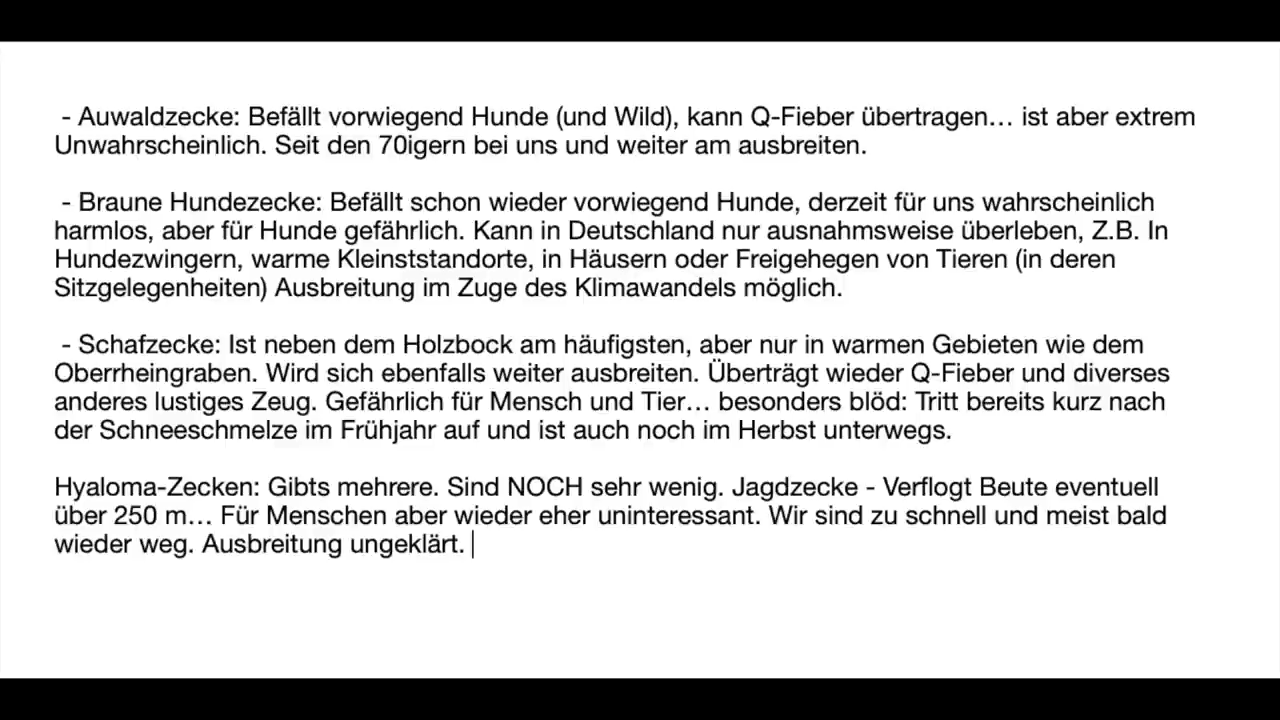 - Auwaldzecke: Befällt vorwiegend Hunde (und Wild), kann Q-Fieber übertragen… ist aber extrem
Unwahrscheinlich. Seit den 70igern bei uns und weiter am ausbreiten.
- Braune Hundezecke: Befällt schon wieder vorwiegend Hunde, derzeit für uns wahrscheinlich
harmlos, aber für Hunde gefährlich. Kann in Deutschland nur ausnahmsweise überleben, Z.B. In
Hundezwingern, warme Kleinststandorte, in Häusern oder Freigehegen von Tieren (in deren
Sitzgelegenheiten) Ausbreitung im Zuge des Klimawandels möglich.
- Schafzecke: Ist neben dem Holzbock am häufigsten, aber nur in warmen Gebieten wie dem
Oberrheingraben. Wird sich ebenfalls weiter ausbreiten. Überträgt wieder Q-Fieber und diverses
anderes lustiges Zeug. Gefährlich für Mensch und Tier… besonders blöd: Tritt bereits kurz nach
der Schneeschmelze im Frühjahr auf und ist auch noch im Herbst unterwegs.
Hyaloma-Zecken: Gibts mehrere. Sind NOCH sehr wenig. Jagdzecke - Verflogt Beute eventuell
über 250 m… Für Menschen aber wieder eher uninteressant. Wir sind zu schnell und meist bald
wieder weg. Ausbreitung ungeklärt.